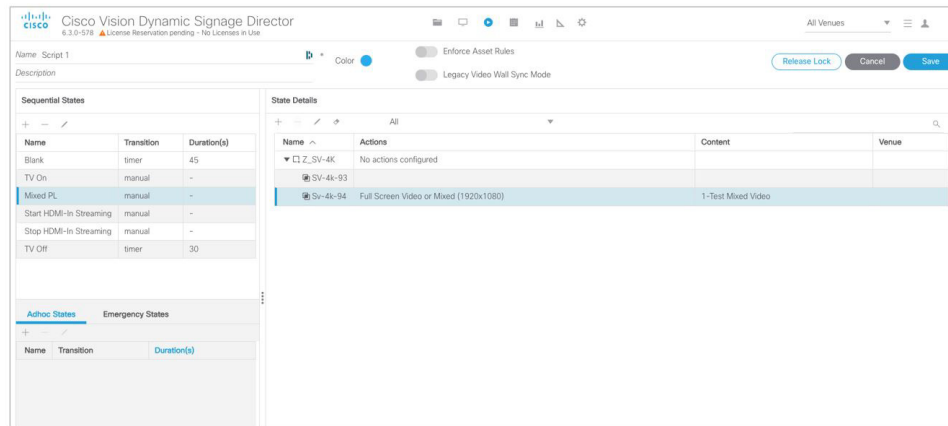 CISCO
Cisco Vision Dynamic Signage Director
6.3.0-578 License Reservation pending - No Licenses in Use
All Venues
Name Script 1
*
Color
Enforce Asset Rules
Description
Legacy Video Wall Sync Mode
Release Lock
Cancel
Save
Sequential States
Name Transition Duration(s)
Blank timer 45
TV On manual -
Mixed PL manual -
Start HDMI-In Streaming manual -
Stop HDMI-In Streaming manual -
TV Off timer 30
Adhoc States
Emergency States
Name Transition Duration(s)
State Details
All
Name Actions Content Venue
Z_SV-4K No actions configured
SV-4k-93
Sv-4k-94 Full Screen Video or Mixed (1920x1080) 1-Test Mixed Video